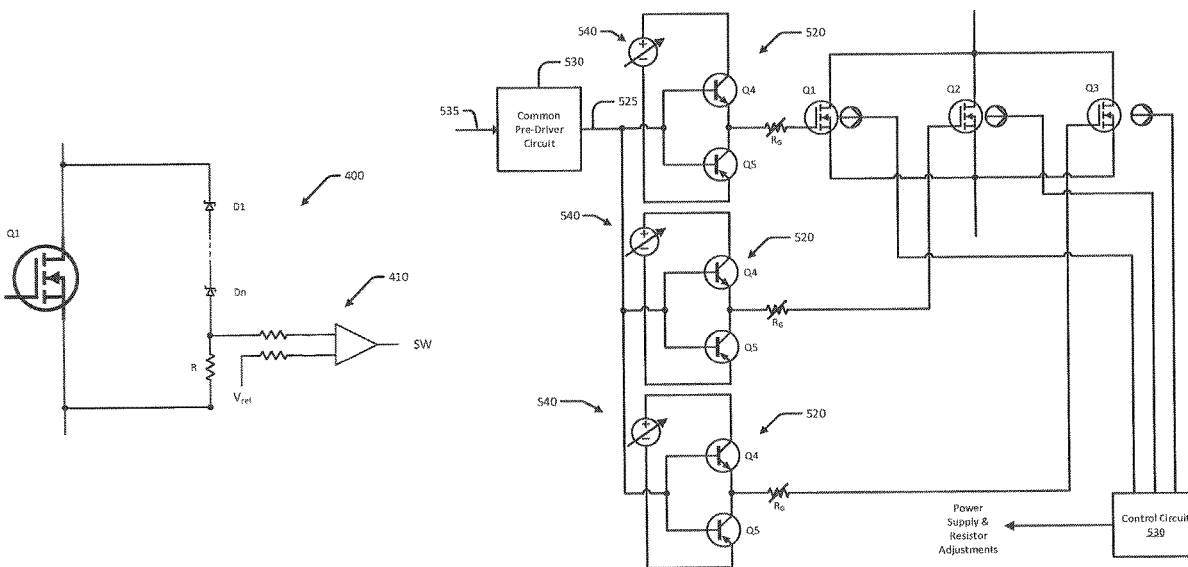 Q1
D1
400
Dn
410
R
SW
Vref
535
530
Common
Pre-Driver
Circuit
525
540
520
Q4
Q5
RG
Q1
Q2
Q3
540
520
Q4
Q5
RG
540
520
Q4
Q5
RG
Power
Supply &
Resistor
Adjustments
Control Circuit
530